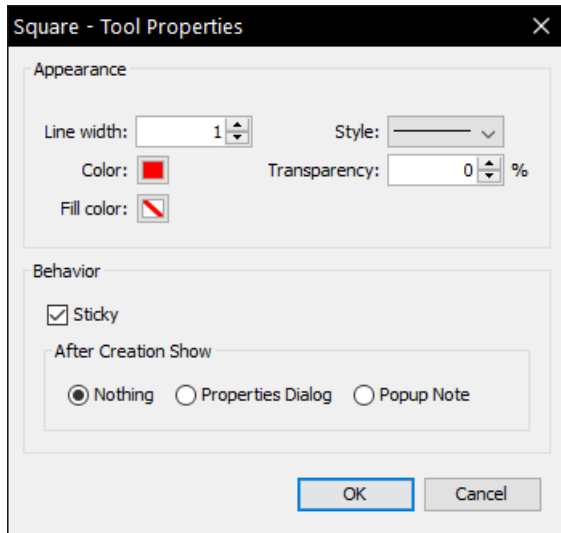 Square - Tool Properties
Appearance
Line width: 1 Style:
Color: Transparency: 0 %
Fill color:
Behavior
Sticky
After Creation Show
Nothing Properties Dialog Popup Note
OK Cancel